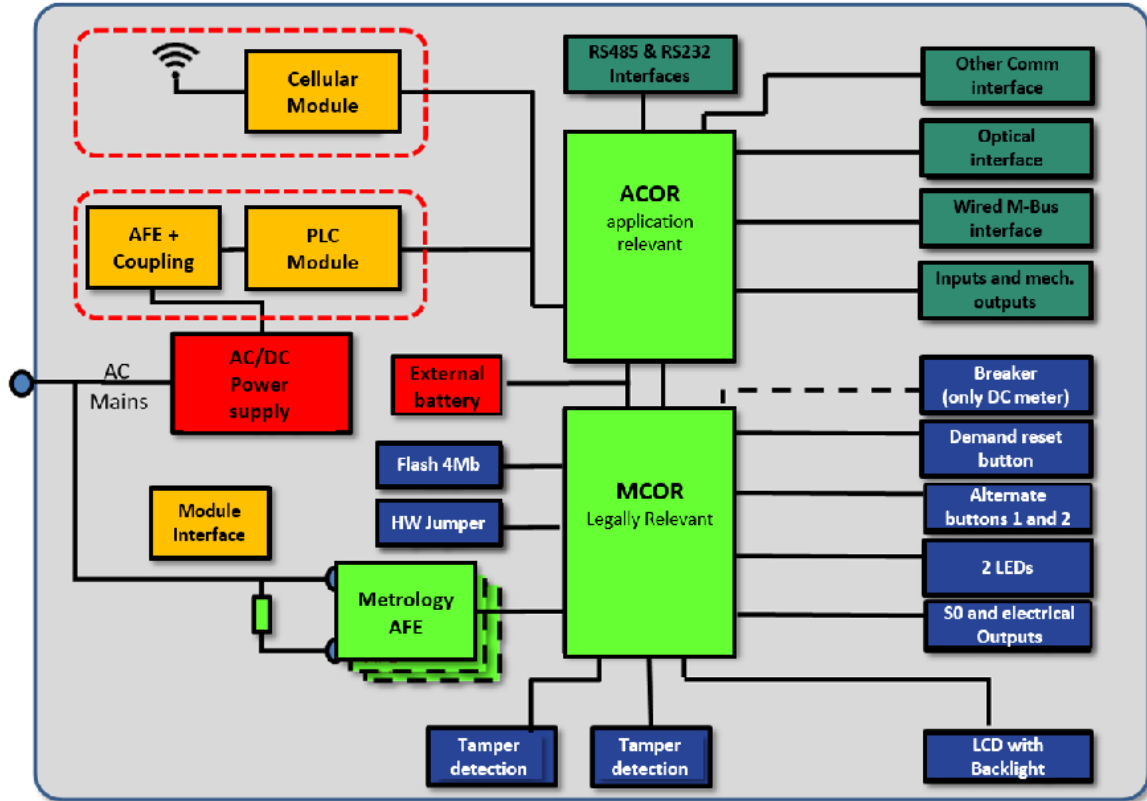 Cellular
Module
RS485 & RS232
Interfaces
Other Comm
interface
Optical
interface
ACOR
application
relevant
Wired M-Bus
interface
AFE +
Coupling
PLC
Module
Inputs and mech.
outputs
AC/DC
Power
supply
AC
Mains
External
battery
Breaker
(only DC meter)
Demand reset
button
Flash 4Mb
MCOR
Legally Relevant
Alternate
buttons 1 and 2
HW Jumper
Module
Interface
2 LEDs
Metrology
AFE
S0 and electrical
Outputs
Tamper
detection
Tamper
detection
LCD with
Backlight